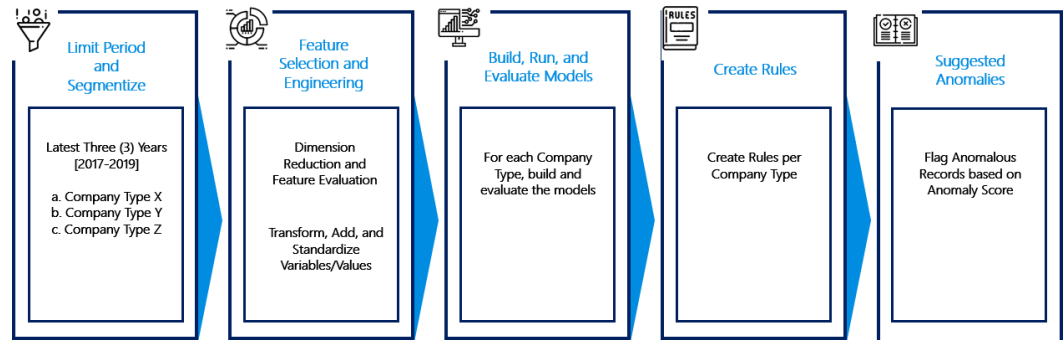 Limit Period
and
Segmentize
Latest Three (3) Years
[2017-2019]
a. Company Type X
b. Company Type Y
c. Company Type Z
Feature
Selection and
Engineering
Dimension
Reduction and
Feature Evaluation
Transform, Add, and
Standardize
Variables/Values
Build, Run, and
Evaluate Models
For each Company
Type, build and
evaluate the models
RULES
Create Rules
Create Rules per
Company Type
Suggested
Anomalies
Flag Anomalous
Records based on
Anomaly Score